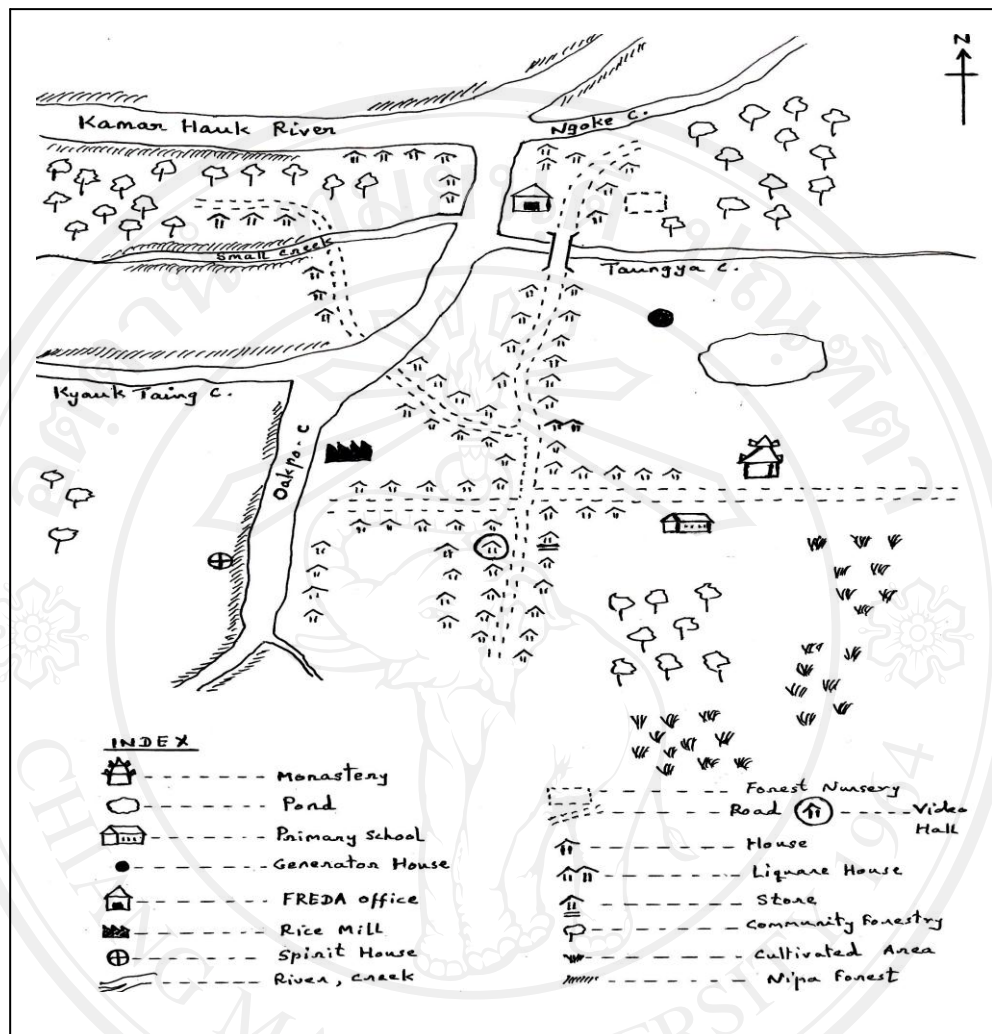 N
Kamar Hauk River
Ngoke C.
Small Creek
Taungya C.
Kyauk Taing C.
Oakpo-C
INDEX
Monastery
Pond
Primary School
Generator House
FREDA office
Rice Mill
Spirit House
River, Creek
Forest Nursery
Road
Video Hall
House
Liquare House
Store
Community Forestry
Cultivated Area
Nipa Forest